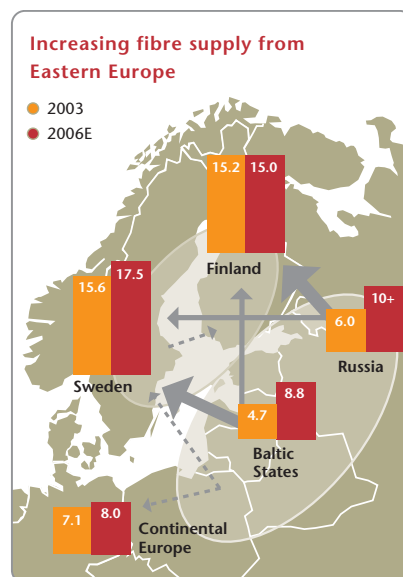 Increasing fibre supply from
Eastern Europe
2003
2006E
15.2 15.0
Finland
15.6 17.5
Sweden
6.0 10+
Russia
4.7 8.8
Baltic
States
7.1 8.0
Continental
Europe